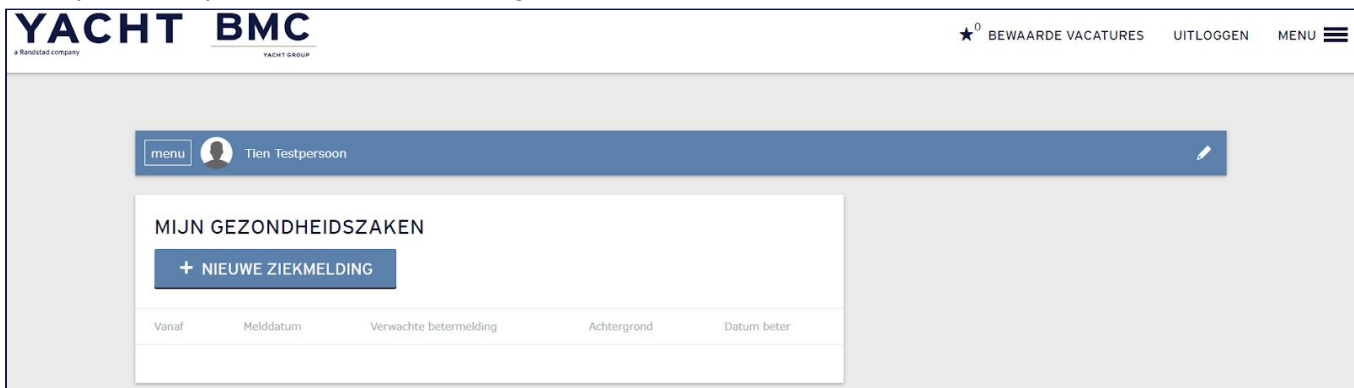 YACHT BMC
a Randstad company YACHT GROUP
★0 BEWAARDE VACATURES UITLOGGEN MENU
menu Tien Testpersoon
MIJN GEZONDHEIDSZAKEN
+ NIEUWE ZIEKMELDING
Vanaf Melddatum Verwachte betermelding Achtergrond Datum beter